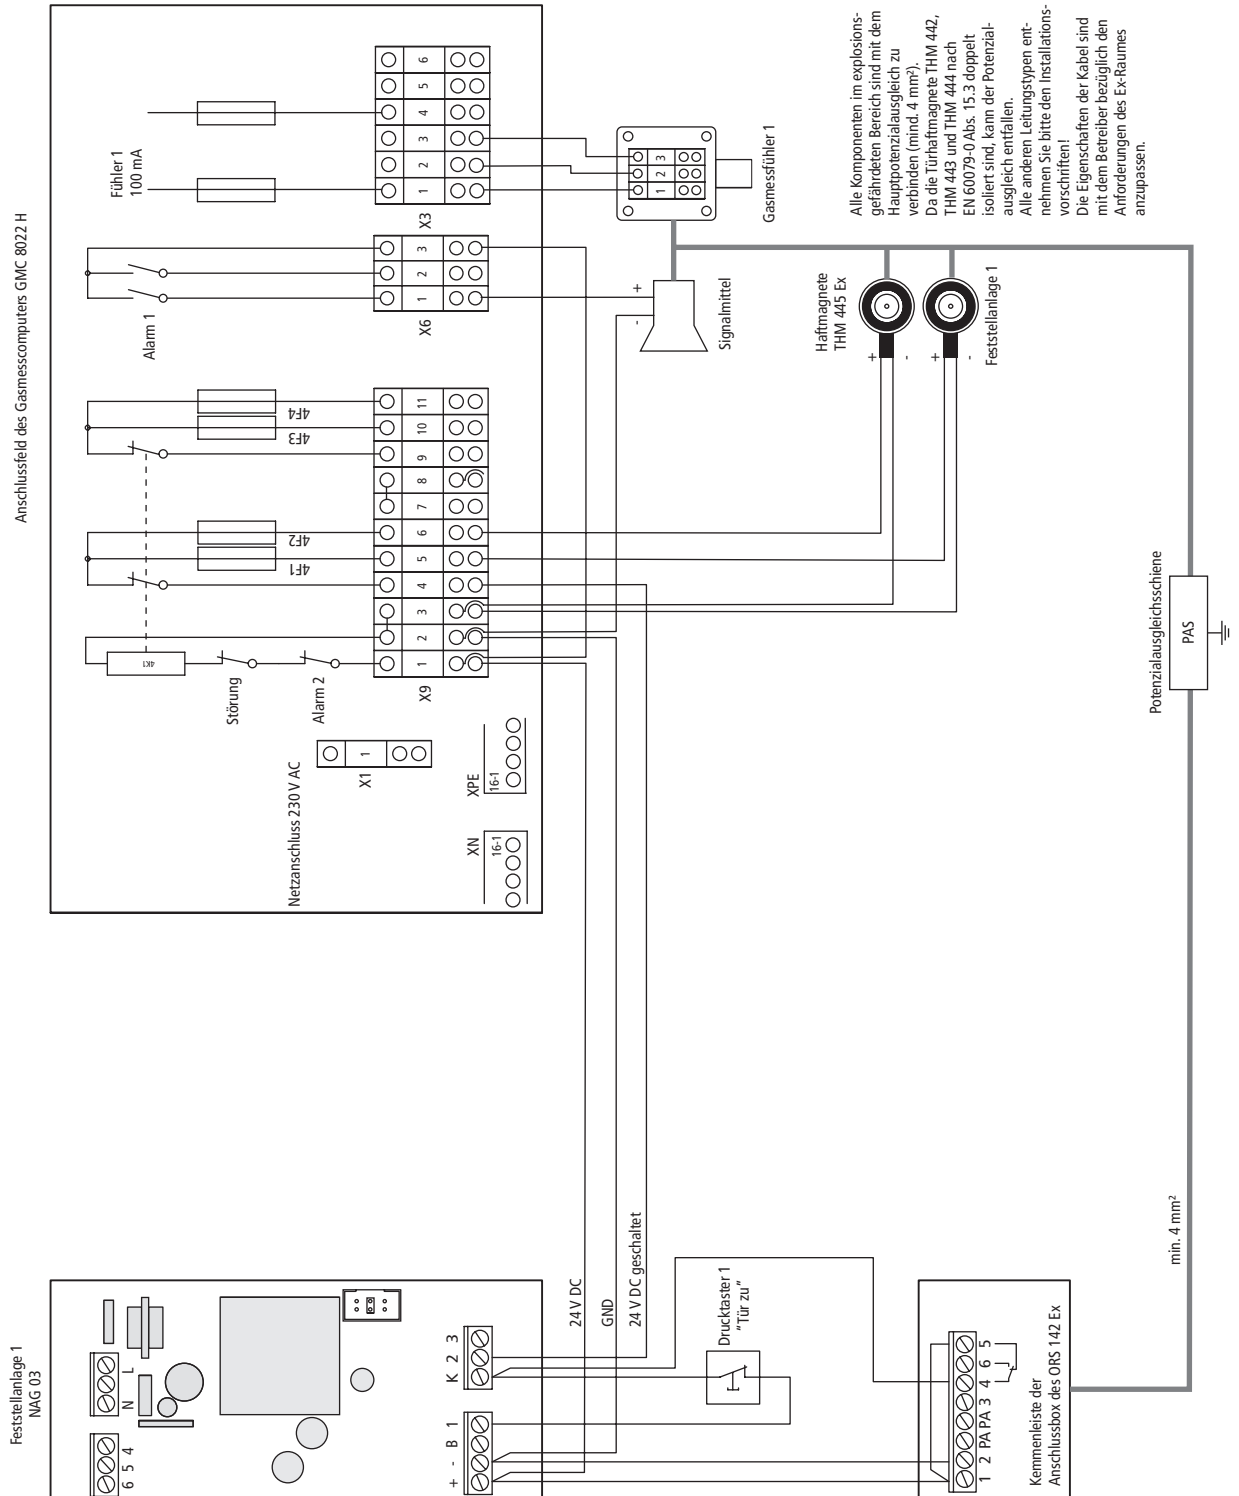 Anschlussfeld des Gasmesscomputers GMC 8022 H
Fühler 1
100 mA
1 2 3 4 5 6
X3
Alarm 1
1 2 3
X6
4F4
4F3
4F2
4F1
4K1
Störung
Alarm 2
1 2 3 4 5 6 7 8 9 10 11
X9
Netzanschluss 230 V AC
1
X1
XPE
16-1
XN
16-1
1 2 3
Gasmessfühler 1
+
-
Signalmittel
Haftmagnete
THM 445 Ex
+
-
+
-
Feststellanlage 1
Alle Komponenten im explosions-
gefährdeten Bereich sind mit dem
Hauptpotenzialausgleich zu
verbinden (mind. 4 mm²).
Da die Türhaftmagnete THM 442,
THM 443 und THM 444 nach
EN 60079-0 Abs. 15.3 doppelt
isoliert sind, kann der Potenzial-
ausgleich entfallen.
Alle anderen Leitungstypen ent-
nehmen Sie bitte den Installations-
vorschriften!
Die Eigenschaften der Kabel sind
mit dem Betreiber bezüglich den
Anforderungen des Ex-Raumes
anzupassen.
Potenzialausgleichsschiene
PAS
min. 4 mm²
Feststellanlage 1
NAG 03
N L
6 5 4
K 2 3
+ - B 1
24 V DC
GND
24 V DC geschaltet
Drucktaster 1
"Tür zu"
1 2 PA PA 3 4 6 5
Kemmenleiste der
Anschlussbox des ORS 142 Ex